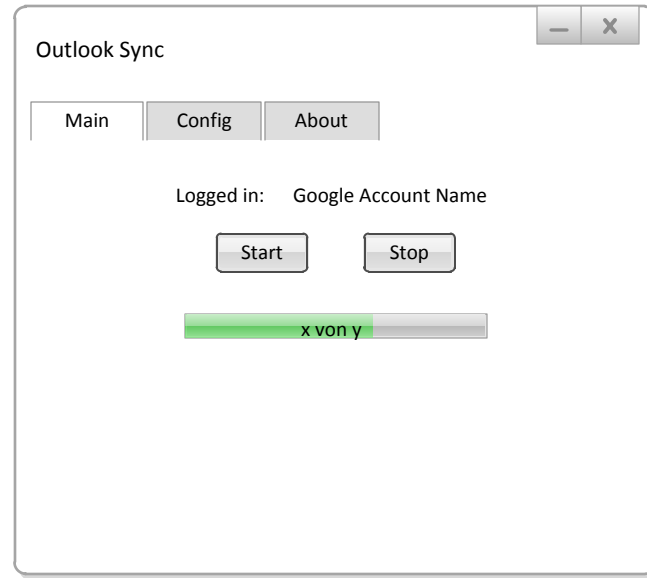 Outlook Sync
Main Config About
Logged in: Google Account Name
Start Stop
x von y